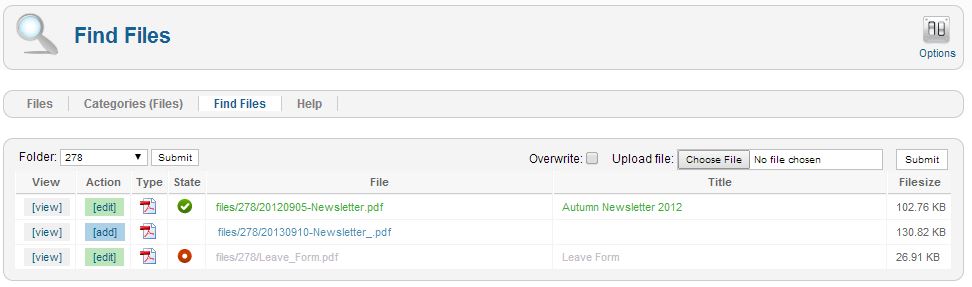 Find Files
Options
Files Categories (Files) Find Files Help
Folder: 278 Submit Overwrite: Upload file: Choose File No file chosen Submit
View Action Type State File Title Filesize
[view] [edit] files/278/20120905-Newsletter.pdf Autumn Newsletter 2012 102.76 KB
[view] [add] files/278/20130910-Newsletter_.pdf 130.82 KB
[view] [edit] files/278/Leave_Form.pdf Leave Form 26.91 KB